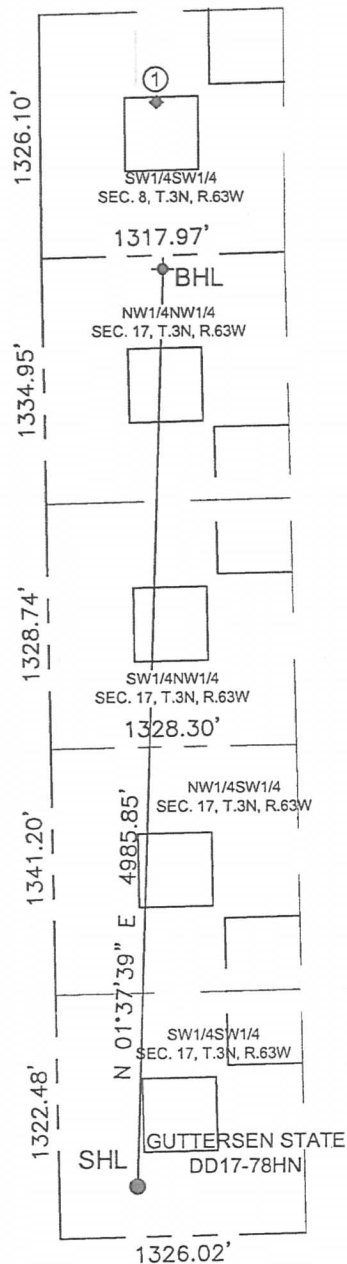 1326.10'
1
SW1/4SW1/4
SEC. 8, T.3N, R.63W
1317.97'
BHL
NW1/4NW1/4
SEC. 17, T.3N, R.63W
1334.95'
1328.74'
SW1/4NW1/4
SEC. 17, T.3N, R.63W
1328.30'
NW1/4SW1/4
SEC. 17, T.3N, R.63W
1341.20'
N 01°37'39" E 4985.85'
SW1/4SW1/4
SEC. 17, T.3N, R.63W
1322.48'
GUTTERSEN STATE
DD17-78HN
SHL
1326.02'